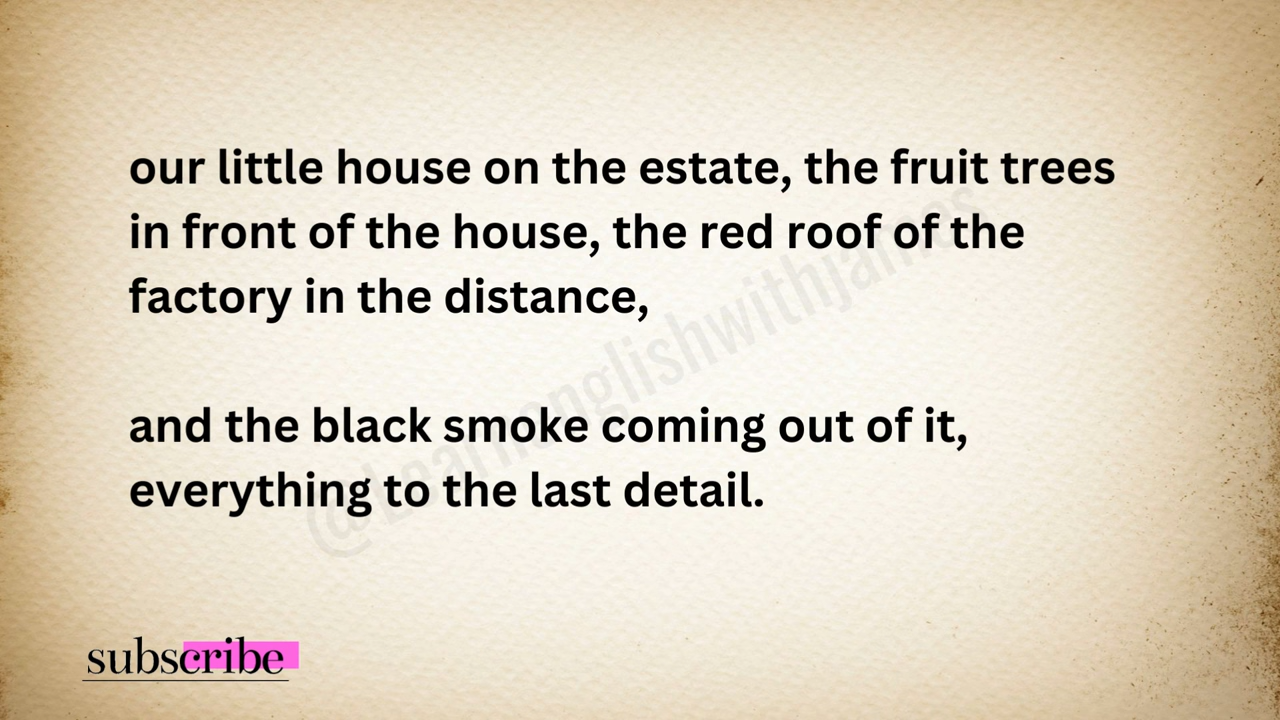 our little house on the estate, the fruit trees
in front of the house, the red roof of the
factory in the distance,
and the black smoke coming out of it,
everything to the last detail.
@Learnenglishwithjames
subscribe